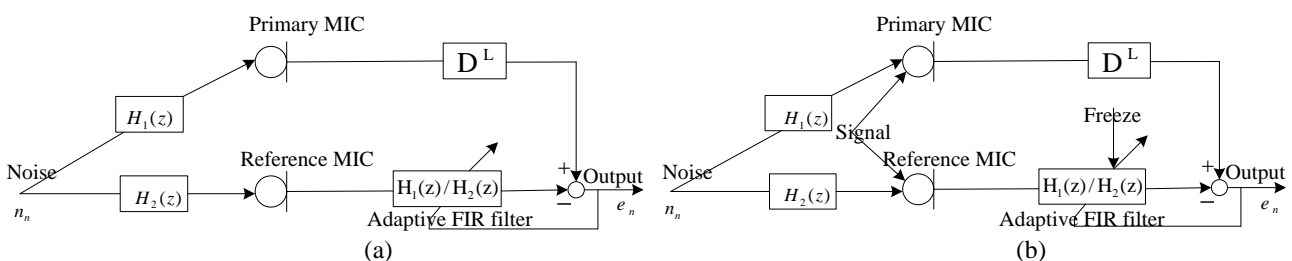 Primary MIC
D^L
H₁(z)
Noise
Reference MIC
H₂(z)
n_n
H₁(z)/H₂(z)
+
−
Output
e_n
Adaptive FIR filter
(a)
Primary MIC
D^L
H₁(z)
Signal
Freeze
Noise
Reference MIC
H₂(z)
n_n
H₁(z)/H₂(z)
+
−
Output
e_n
Adaptive FIR filter
(b)